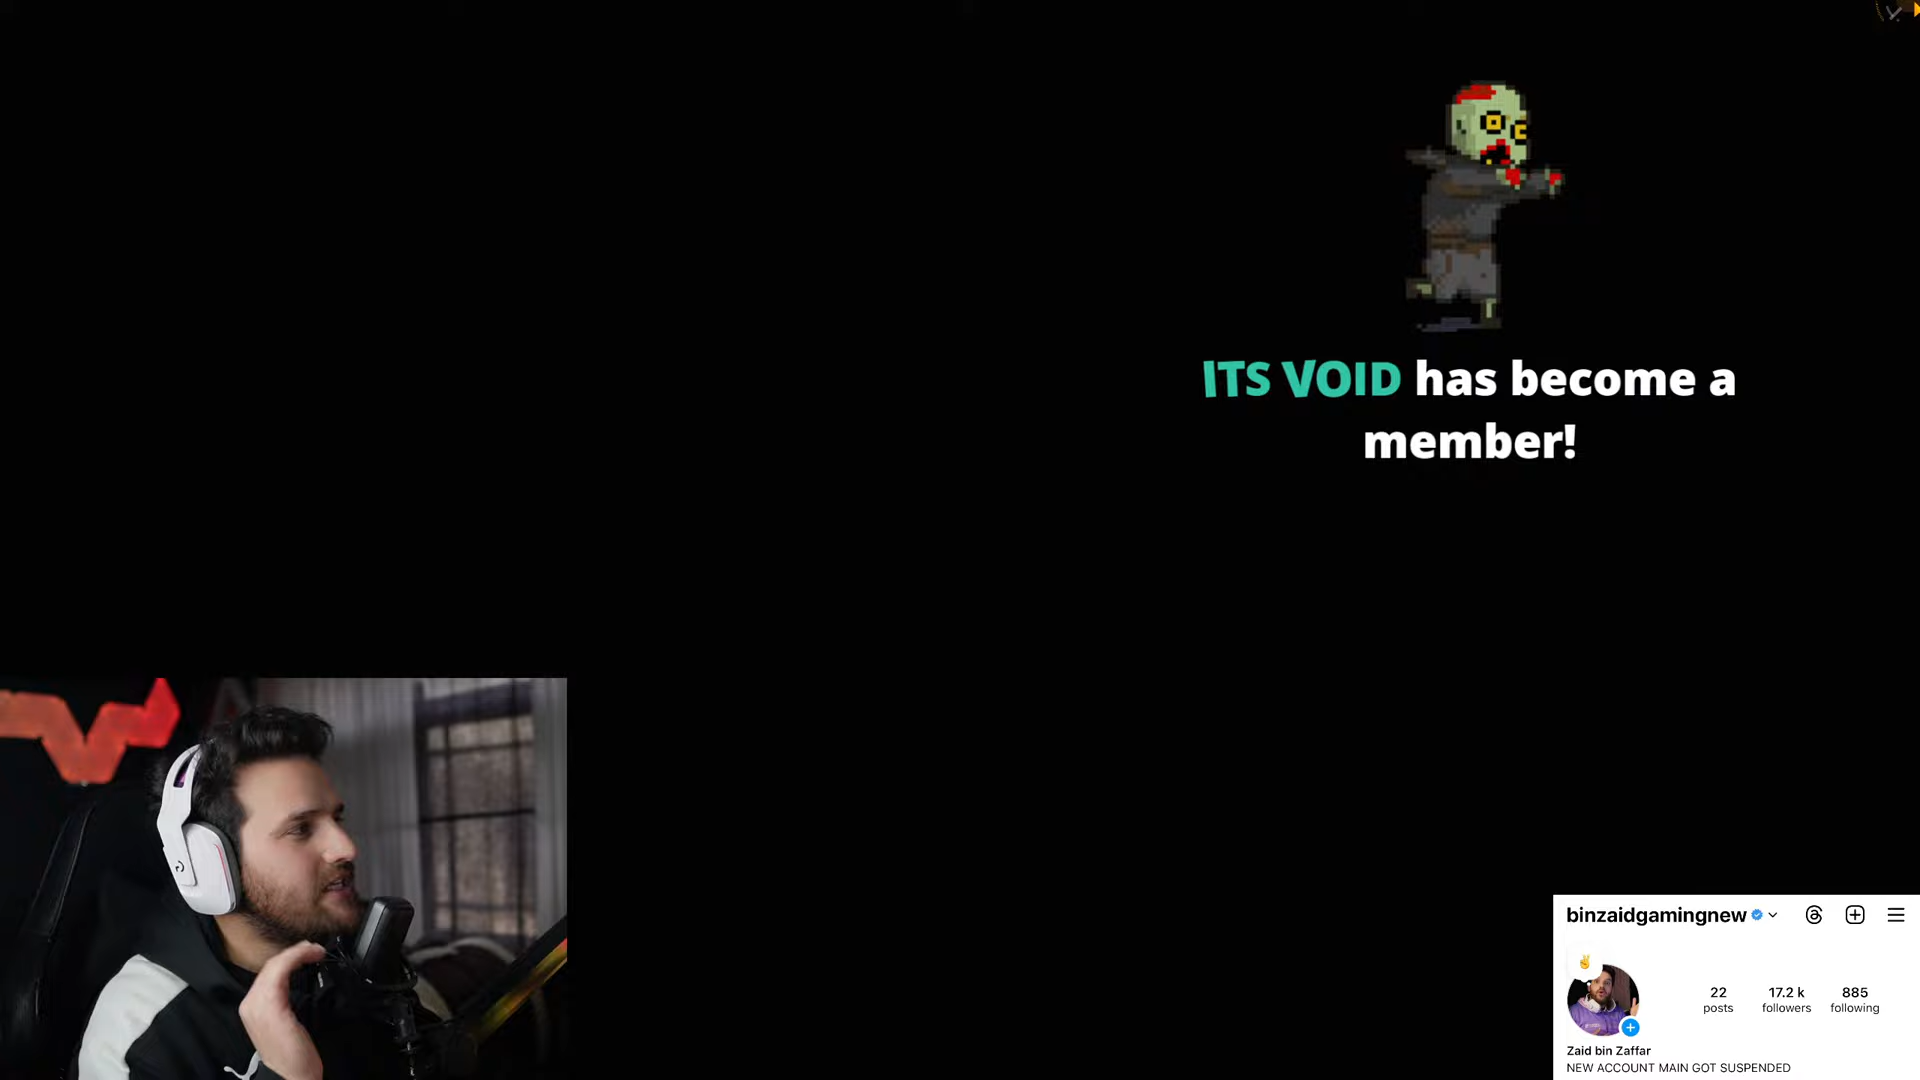 ITS VOID has become a
member!
binzaidgamingnew
22 17.2 k 885
posts followers following
Zaid bin Zaffar
NEW ACCOUNT MAIN GOT SUSPENDED